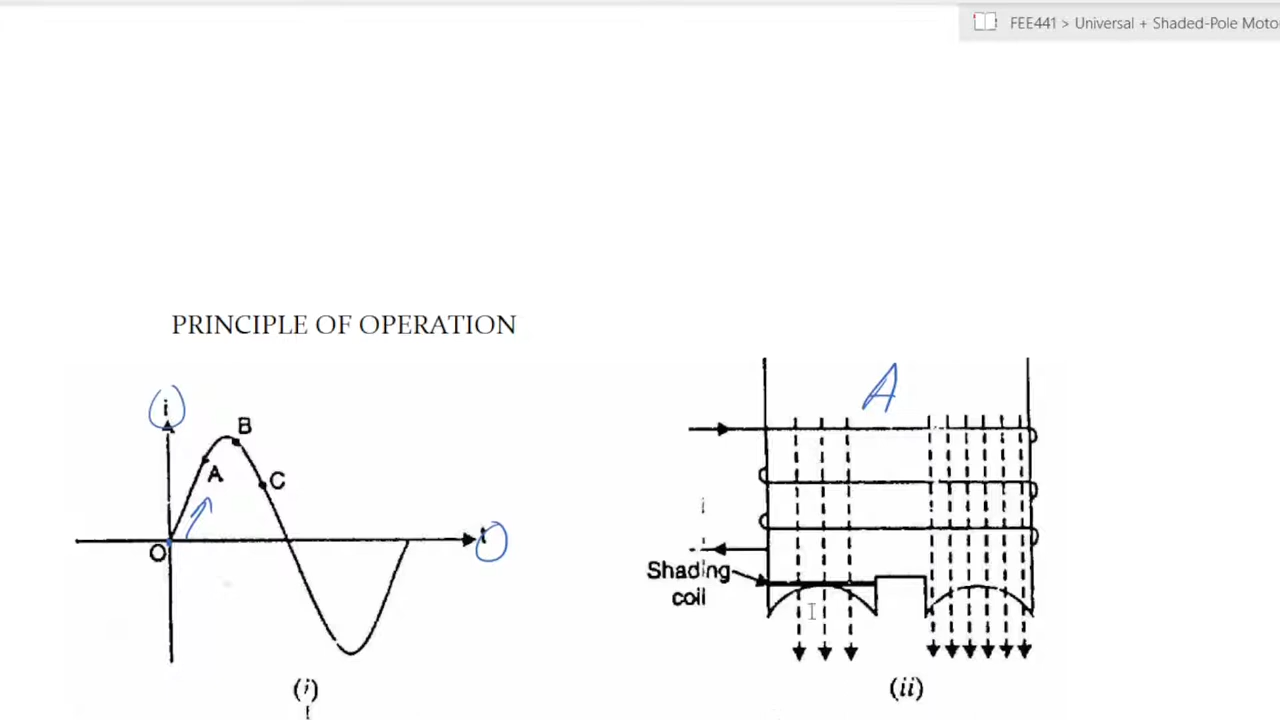 FEE441 > Universal + Shaded-Pole Moto
PRINCIPLE OF OPERATION
i
B
A
C
O
t
(i)
A
Shading
coil
(ii)